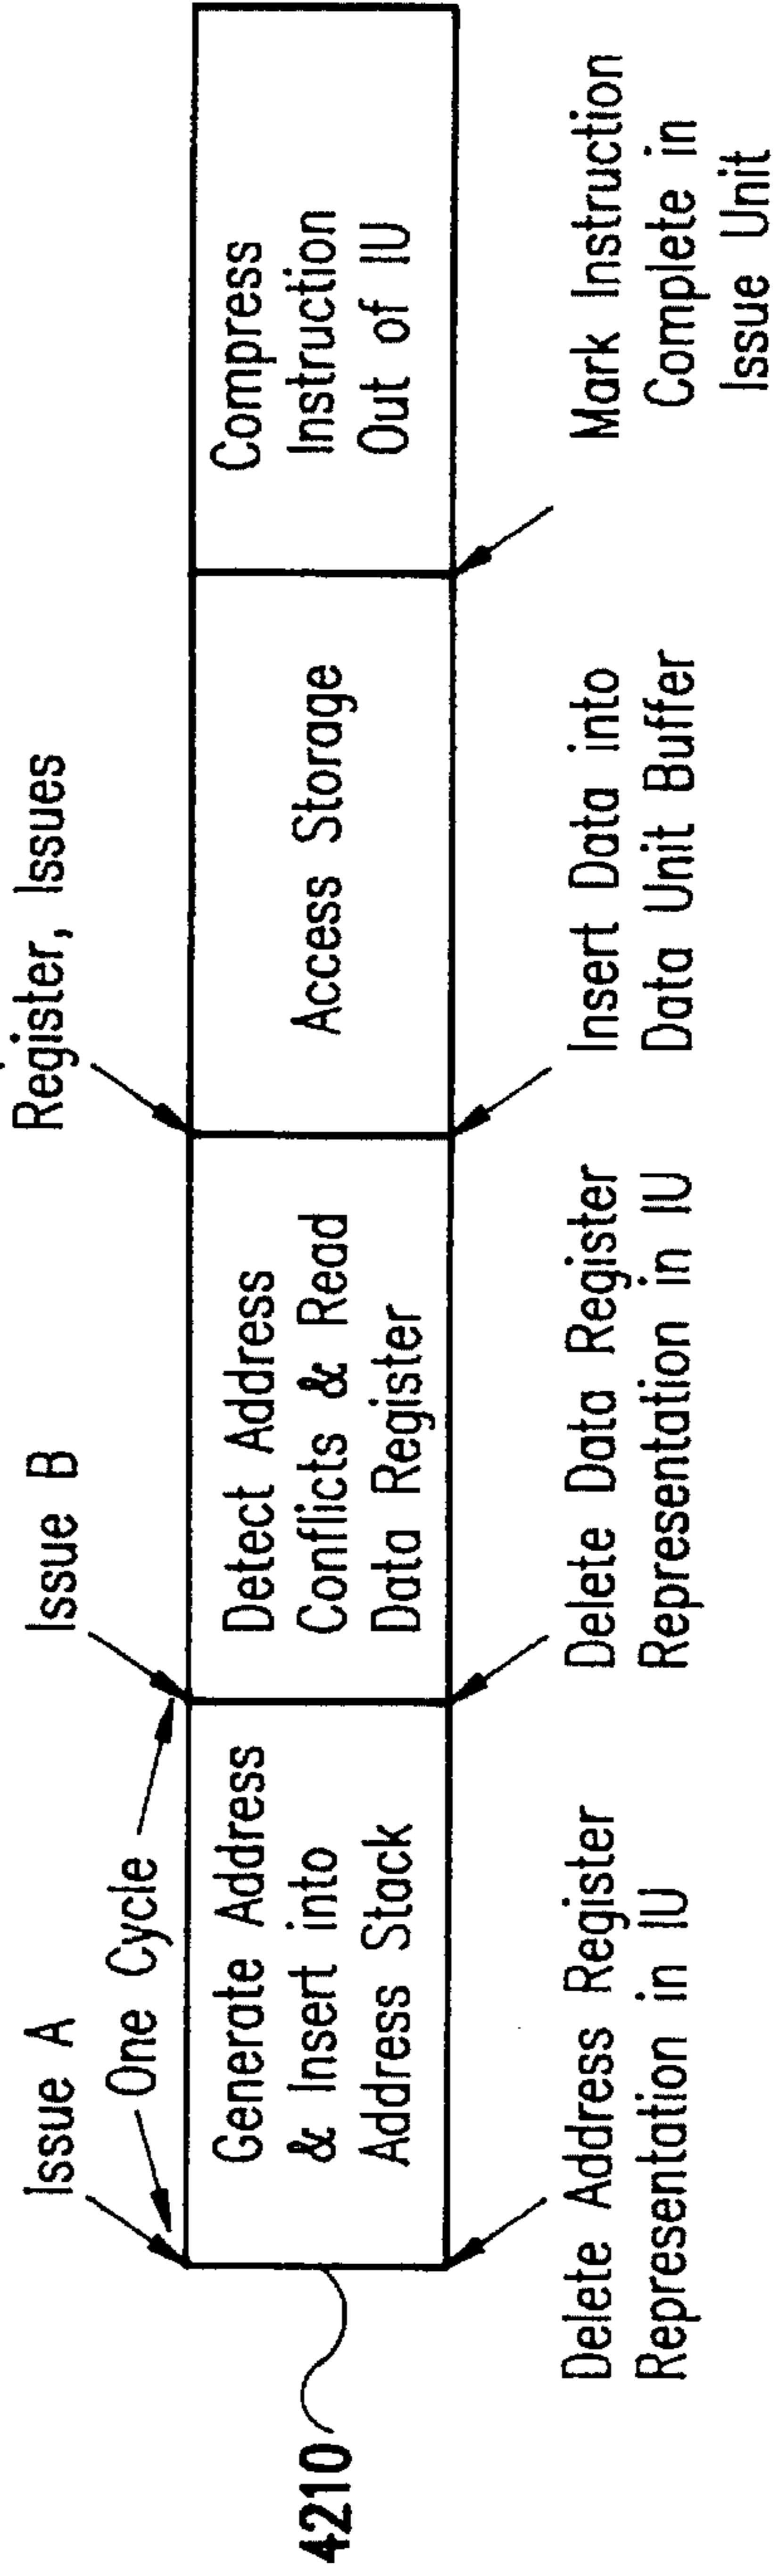 Register, Issues
Issue A
One Cycle
Issue B
Generate Address
& Insert into
Address Stack
Detect Address
Conflicts & Read
Data Register
Access Storage
Compress
Instruction
Out of IU
4210
Delete Address Register
Representation in IU
Delete Data Register
Representation in IU
Insert Data into
Data Unit Buffer
Mark Instruction
Complete in
Issue Unit